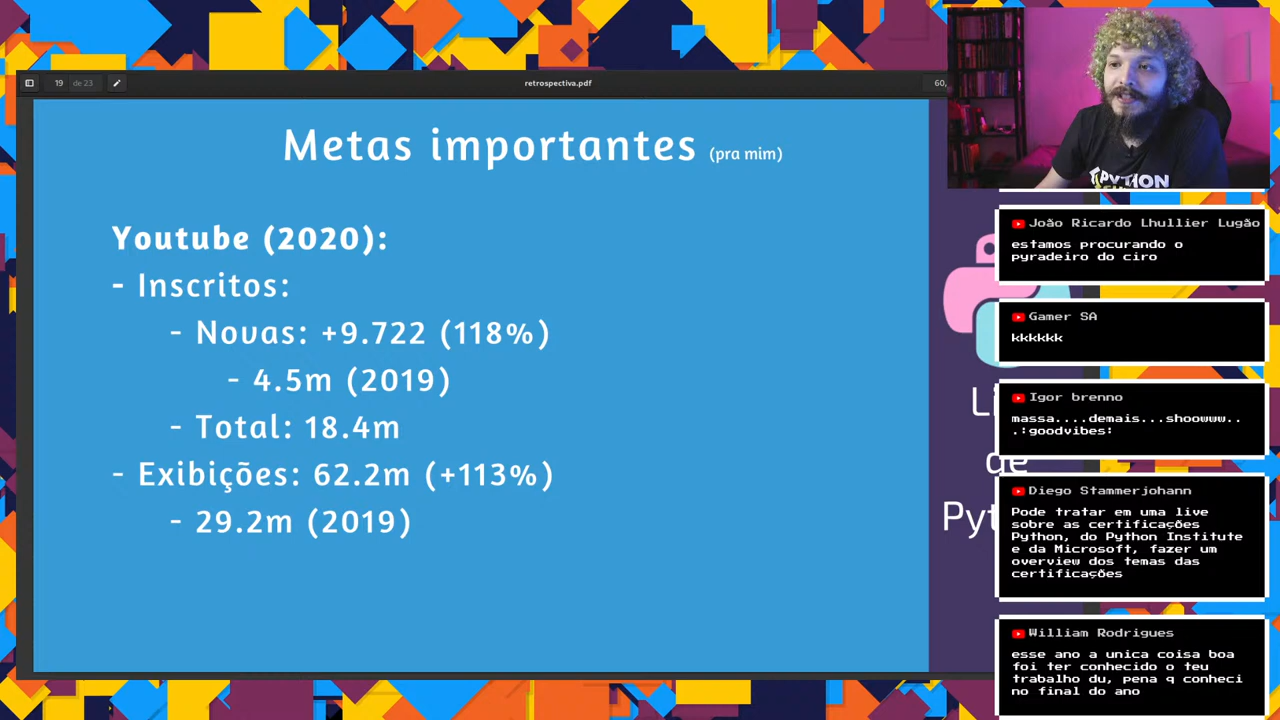 19 de 23
retrospectiva.pdf
60,
Metas importantes (pra mim)
Youtube (2020):
- Inscritos:
- Novas: +9.722 (118%)
- 4.5m (2019)
- Total: 18.4m
- Exibições: 62.2m (+113%)
- 29.2m (2019)
PYTHON
Li
de
Pyt
João Ricardo Lhullier Lugão
estamos procurando o
pyradeiro do ciro
Gamer SA
kkkkkk
Igor brenno
massa....demais...shoowww..
.:goodvibes:
Diego Stammerjohann
Pode tratar em uma live
sobre as certificações
Python, do Python Institute
e da Microsoft, fazer um
overview dos temas das
certificações
William Rodrigues
esse ano a unica coisa boa
foi ter conhecido o teu
trabalho du, pena q conheci
no final do ano